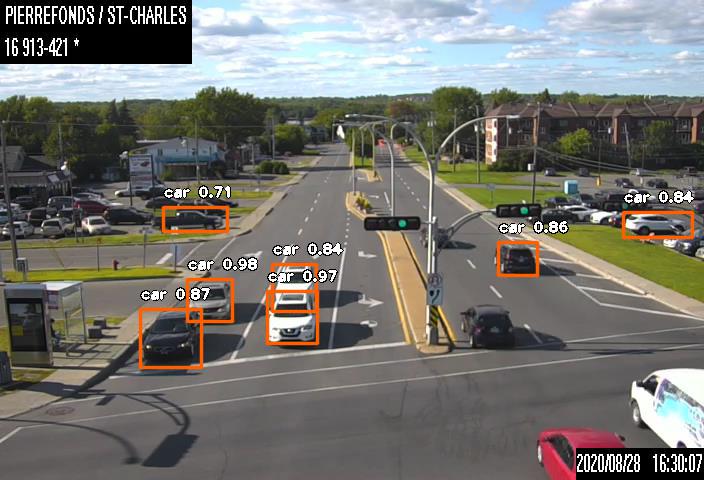 PIERREFONDS / ST-CHARLES
16 913-421 *
car 0.71
car 0.84
car 0.86
car 0.84
car 0.98
car 0.97
car 0.87
2020/08/28 16:30:07